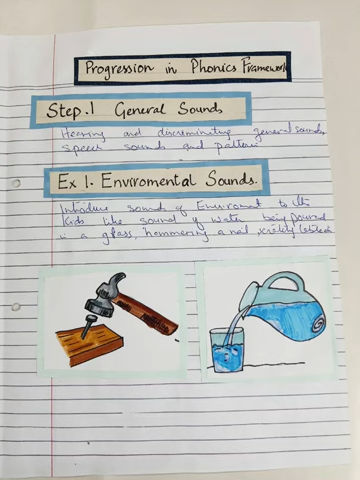 Progression in Phonics Framework
Step.1 General Sounds
Hearing and discriminating general sounds,
speech sounds and patterns
Ex 1. Enviromental Sounds.
Introduce sounds of Enviroment to the
Kids like sound of water being poured
in a glass, hammering a nail,